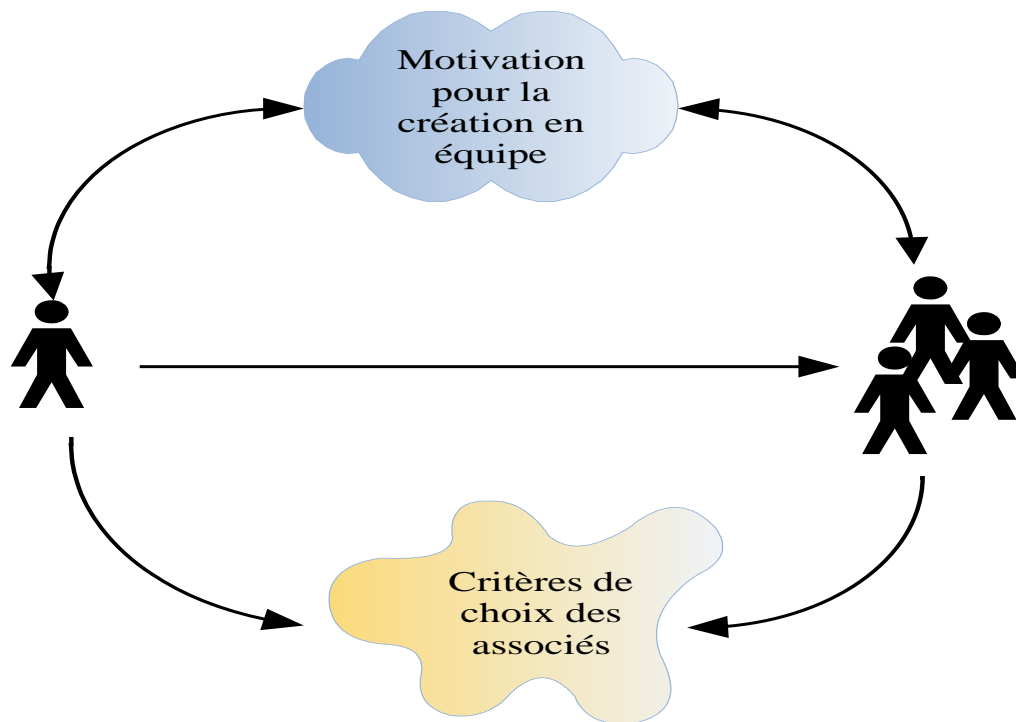 Motivation
pour la
création en
équipe
Critères de
choix des
associés